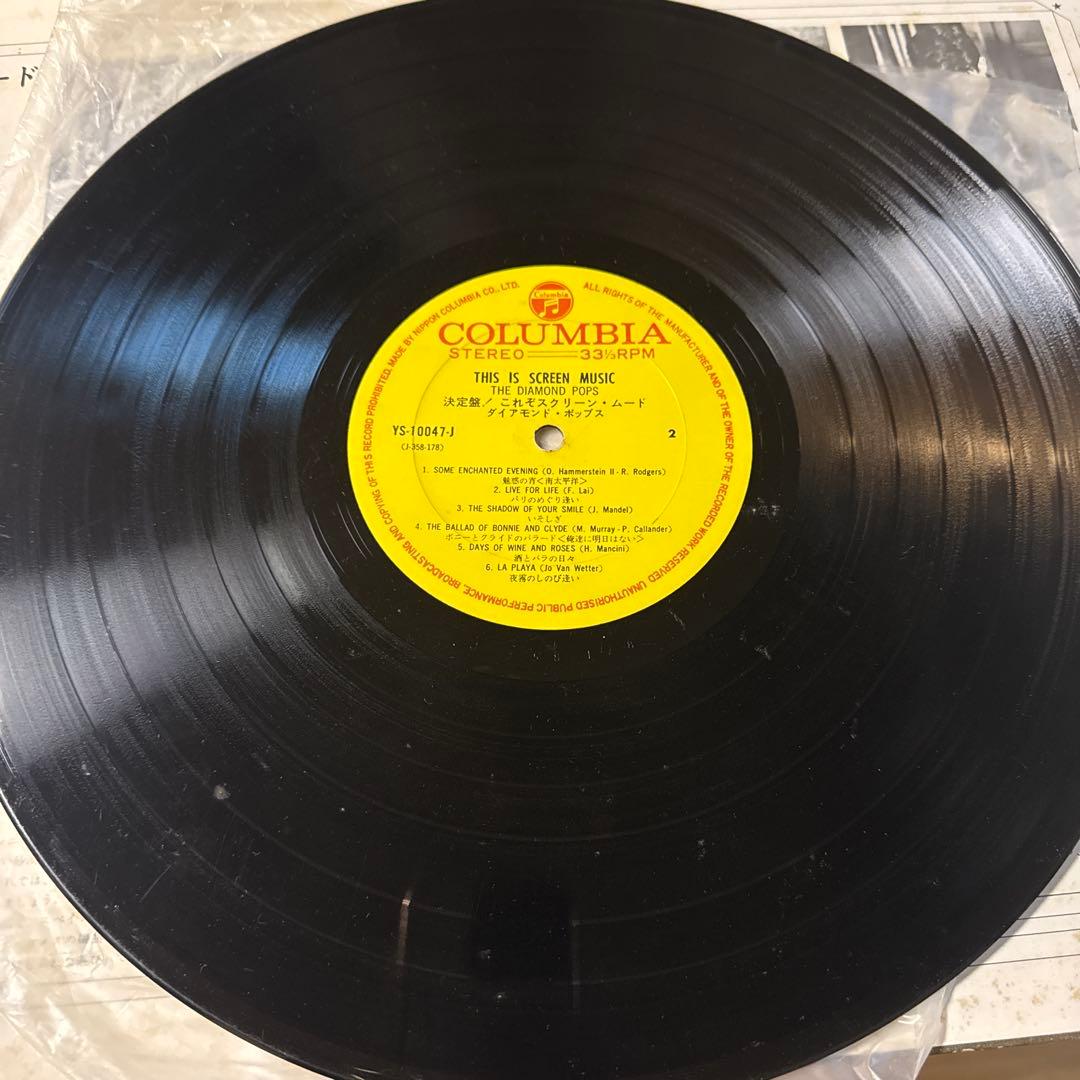 ード
Columbia
COLUMBIA
STEREO 33⅓RPM
THIS IS SCREEN MUSIC
THE DIAMOND POPS
決定盤! これぞスクリーン・ムード
ダイアモンド・ポップス
YS-10047-J
2
(J-358-178)
1. SOME ENCHANTED EVENING (O. Hammerstein II - R. Rodgers)
魅惑の宵<南太平洋>
2. LIVE FOR LIFE (F. Lai)
パリのめぐり逢い
3. THE SHADOW OF YOUR SMILE (J. Mandel)
いそしぎ
4. THE BALLAD OF BONNIE AND CLYDE (M. Murray - P. Callander)
ボニーとクライドのバラード<俺達に明日はない>
5. DAYS OF WINE AND ROSES (H. Mancini)
酒とバラの日々
6. LA PLAYA (Jo Van Wetter)
夜霧のしのび逢い
ALL RIGHTS OF THE MANUFACTURER AND OF THE OWNER OF THE RECORDED WORK RESERVED. UNAUTHORISED PUBLIC PERFORMANCE, BROADCASTING AND COPYING OF THIS RECORD PROHIBITED. MADE BY NIPPON COLUMBIA CO., LTD.